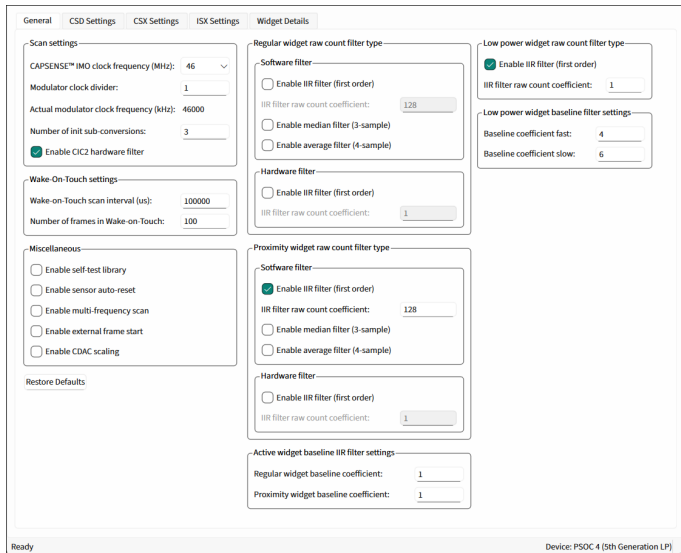 General CSD Settings CSX Settings ISX Settings Widget Details
Scan settings
CAPSENSE™ IMO clock frequency (MHz): 46
Modulator clock divider: 1
Actual modulator clock frequency (kHz): 46000
Number of init sub-conversions: 3
Enable CIC2 hardware filter
Wake-On-Touch settings
Wake-on-Touch scan interval (us): 100000
Number of frames in Wake-on-Touch: 100
Miscellaneous
Enable self-test library
Enable sensor auto-reset
Enable multi-frequency scan
Enable external frame start
Enable CDAC scaling
Restore Defaults
Regular widget raw count filter type
Software filter
Enable IIR filter (first order)
IIR filter raw count coefficient: 128
Enable median filter (3-sample)
Enable average filter (4-sample)
Hardware filter
Enable IIR filter (first order)
IIR filter raw count coefficient: 1
Proximity widget raw count filter type
Sotfware filter
Enable IIR filter (first order)
IIR filter raw count coefficient: 128
Enable median filter (3-sample)
Enable average filter (4-sample)
Hardware filter
Enable IIR filter (first order)
IIR filter raw count coefficient: 1
Active widget baseline IIR filter settings
Regular widget baseline coefficient: 1
Proximity widget baseline coefficient: 1
Low power widget raw count filter type
Enable IIR filter (first order)
IIR filter raw count coefficient: 1
Low power widget baseline filter settings
Baseline coefficient fast: 4
Baseline coefficient slow: 6
Ready
Device: PSOC 4 (5th Generation LP)